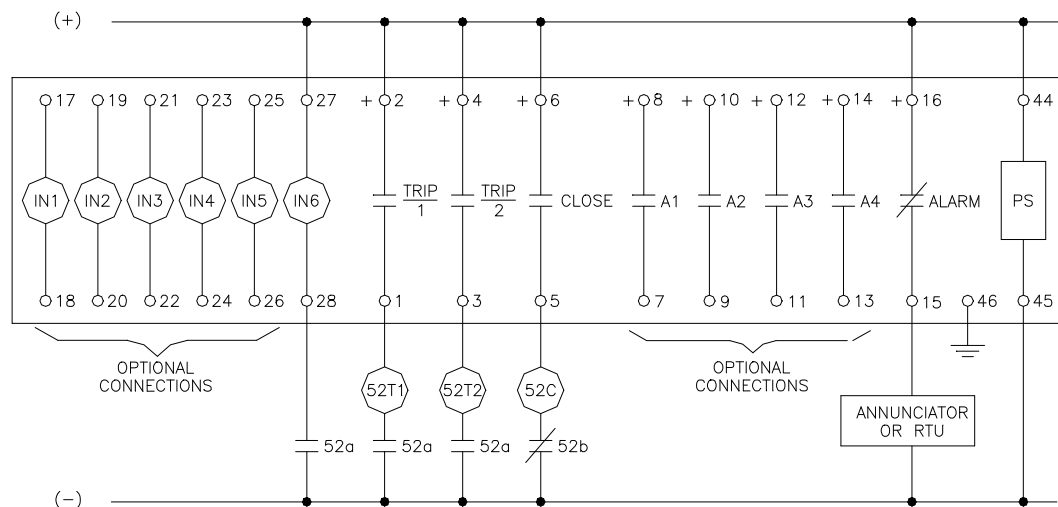 (+)
17 19 21 23 25 27 + 2 + 4 + 6 + 8 + 10 + 12 + 14 + 16 44
IN1 IN2 IN3 IN4 IN5 IN6 TRIP 1 TRIP 2 CLOSE A1 A2 A3 A4 ALARM PS
18 20 22 24 26 28 1 3 5 7 9 11 13 15 46 45
OPTIONAL
CONNECTIONS
OPTIONAL
CONNECTIONS
52T1 52T2 52C
ANNUNCIATOR
OR RTU
52a 52a 52a 52b
(-)